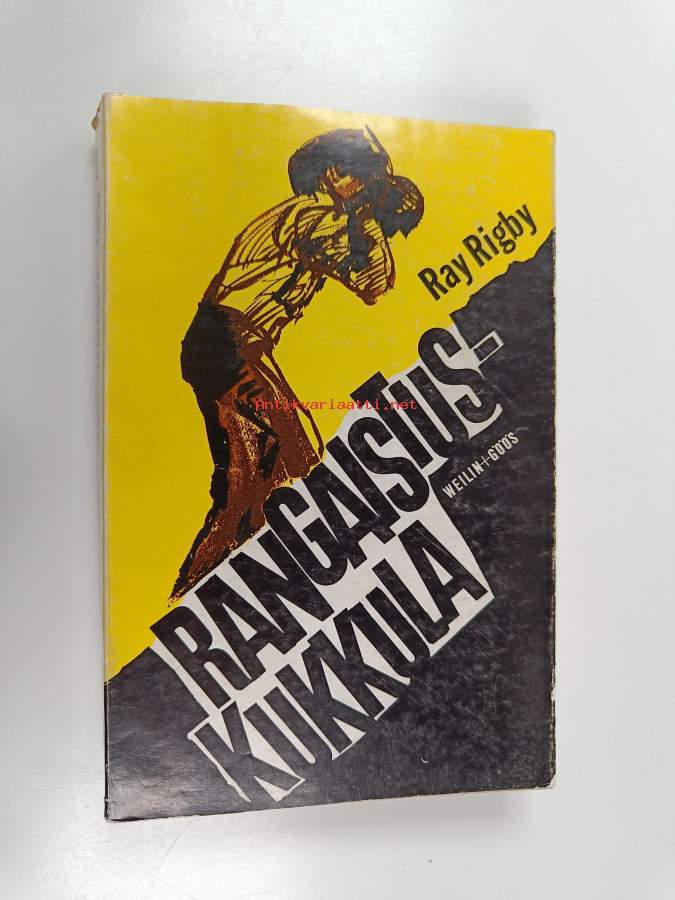 Ray Rigby
RANGAISTUS-
KUKKULA
WEILIN+GÖÖS
Antikvariaatti.net